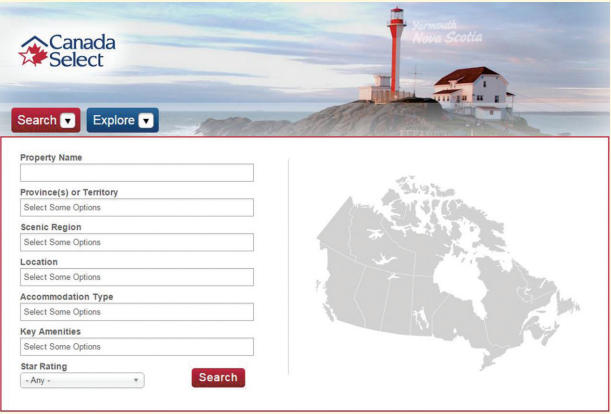 Yarmouth
Nova Scotia
Canada
Select
Search
Explore
Property Name
Province(s) or Territory
Select Some Options
Scenic Region
Select Some Options
Location
Select Some Options
Accommodation Type
Select Some Options
Key Amenities
Select Some Options
Star Rating
- Any -
Search